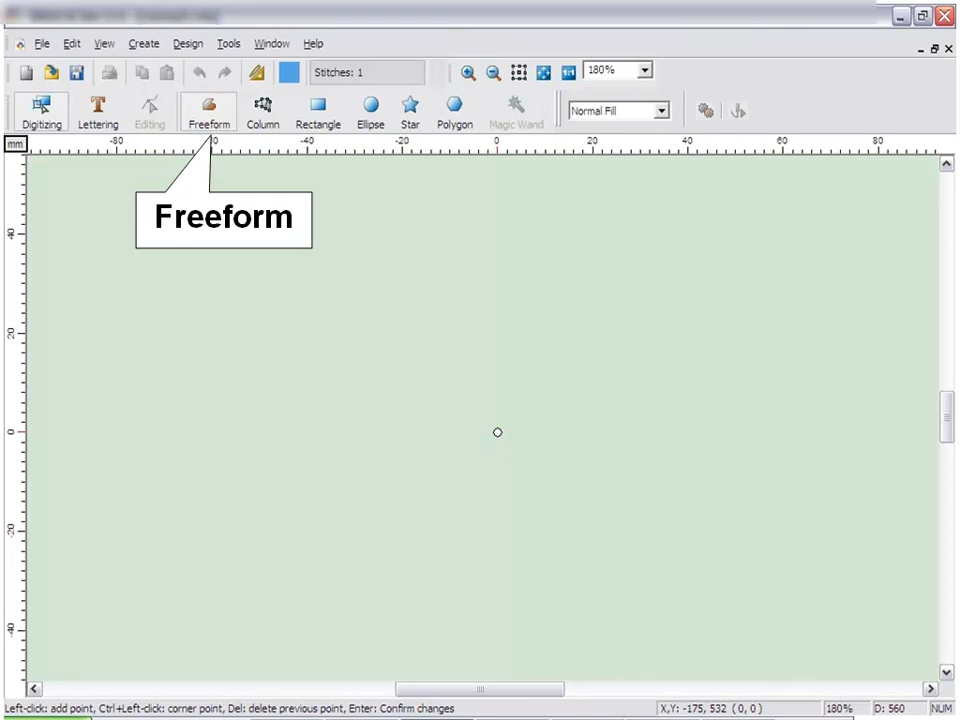 File Edit View Create Design Tools Window Help
Stitches: 1 180%
Digitizing Lettering Editing Freeform Column Rectangle Ellipse Star Polygon Magic Wand Normal Fill
mm -80 -40 -20 0 20 40 60 80
Freeform
40
20
0
-20
-40
Left-click: add point, Ctrl+Left-click: corner point, Del: delete previous point, Enter: Confirm changes X,Y: -175, 532 ( 0, 0 ) 180% D: 560 NUM